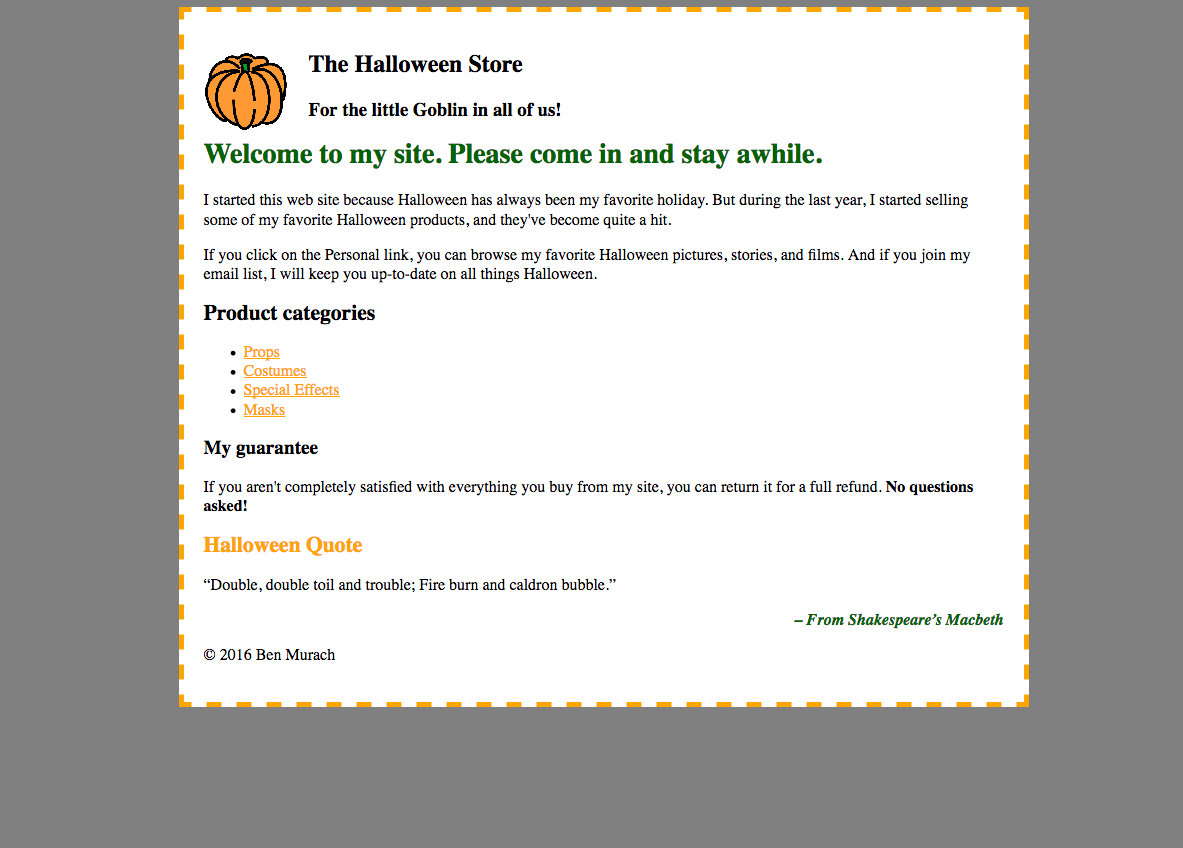 The Halloween Store
For the little Goblin in all of us!
Welcome to my site. Please come in and stay awhile.
I started this web site because Halloween has always been my favorite holiday. But during the last year, I started selling
some of my favorite Halloween products, and they've become quite a hit.
If you click on the Personal link, you can browse my favorite Halloween pictures, stories, and films. And if you join my
email list, I will keep you up-to-date on all things Halloween.
Product categories
• Props
• Costumes
• Special Effects
• Masks
My guarantee
If you aren't completely satisfied with everything you buy from my site, you can return it for a full refund. No questions
asked!
Halloween Quote
“Double, double toil and trouble; Fire burn and caldron bubble.”
– From Shakespeare’s Macbeth
© 2016 Ben Murach